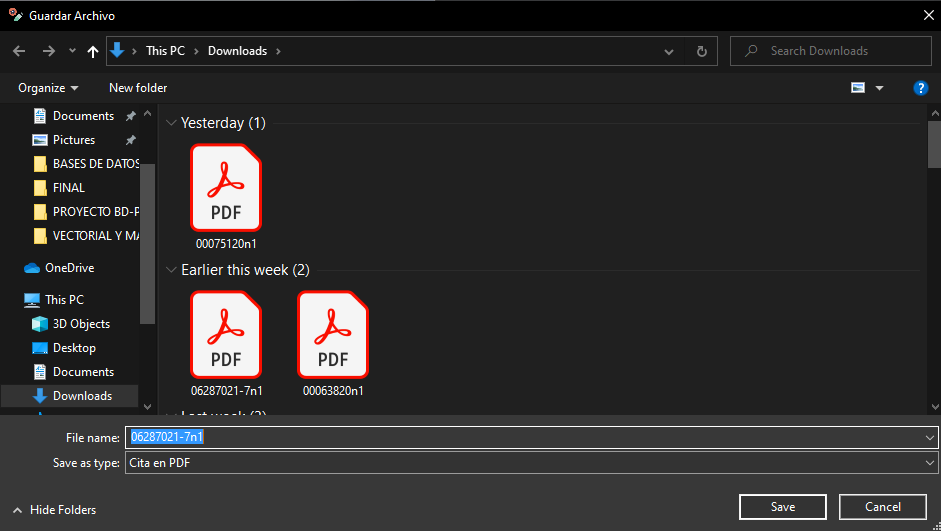 Guardar Archivo
This PC
Downloads
Search Downloads
Organize
New folder
?
Documents
Pictures
BASES DE DATOS
FINAL
PROYECTO BD-P
VECTORIAL Y MA
OneDrive
This PC
3D Objects
Desktop
Documents
Downloads
Yesterday (1)
PDF
00075120n1
Earlier this week (2)
PDF
PDF
06287021-7n1
00063820n1
File name:
06287021-7n1
Save as type:
Cita en PDF
Hide Folders
Save
Cancel